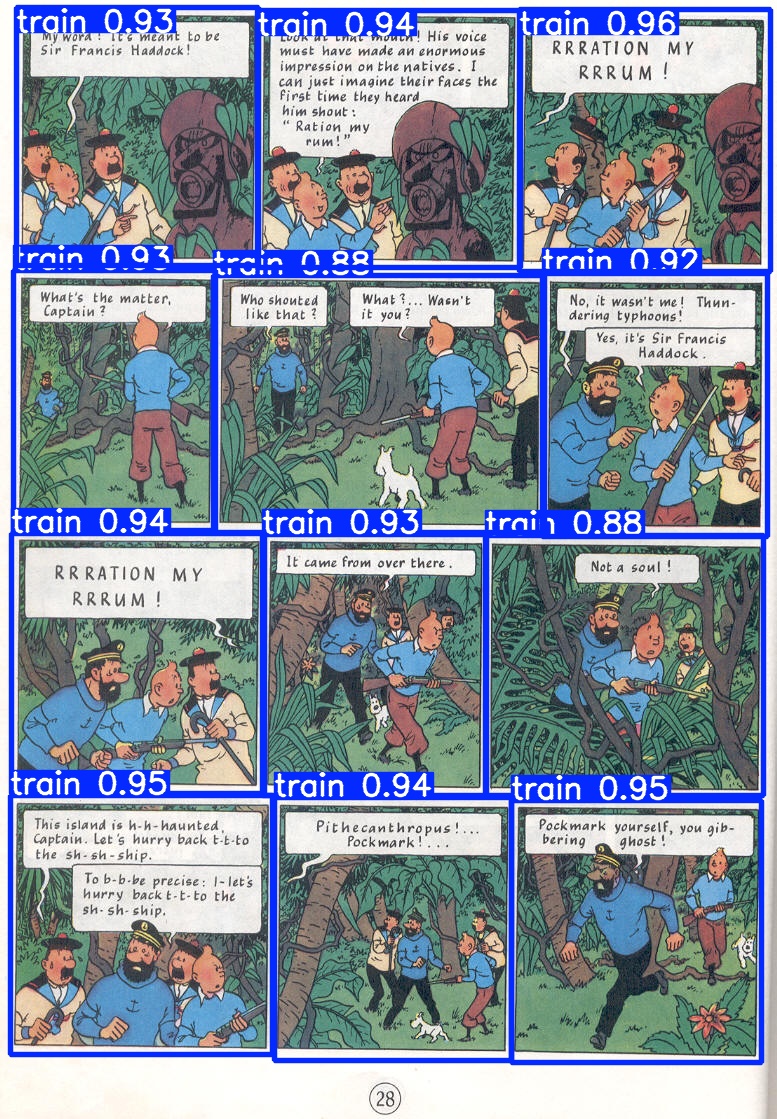 train 0.93
My word! It's meant to be
Sir Francis Haddock!
train 0.94
Look at that mouth! His voice
must have made an enormous
impression on the natives. I
can just imagine their faces the
first time they heard
him shout:
" Ration my
rum!"
train 0.96
RRRATION MY
RRRUM !
train 0.93
What's the matter,
Captain ?
train 0.88
Who shouted
like that ?
What ?... Wasn't
it you ?
train 0.92
No, it wasn't me! Thun-
dering typhoons!
Yes, it's Sir Francis
Haddock.
train 0.94
RRRATION MY
RRRUM !
train 0.93
It came from over there.
train 0.88
Not a soul !
train 0.95
This island is h-h-haunted,
Captain. Let's hurry back t-t-to
the sh-sh-ship.
To b-b-be precise: l-let's
hurry back t-t-to the
sh-sh-ship.
train 0.94
Pithecanthropus!...
Pockmark!...
train 0.95
Pockmark yourself, you gib-
bering ghost!
28